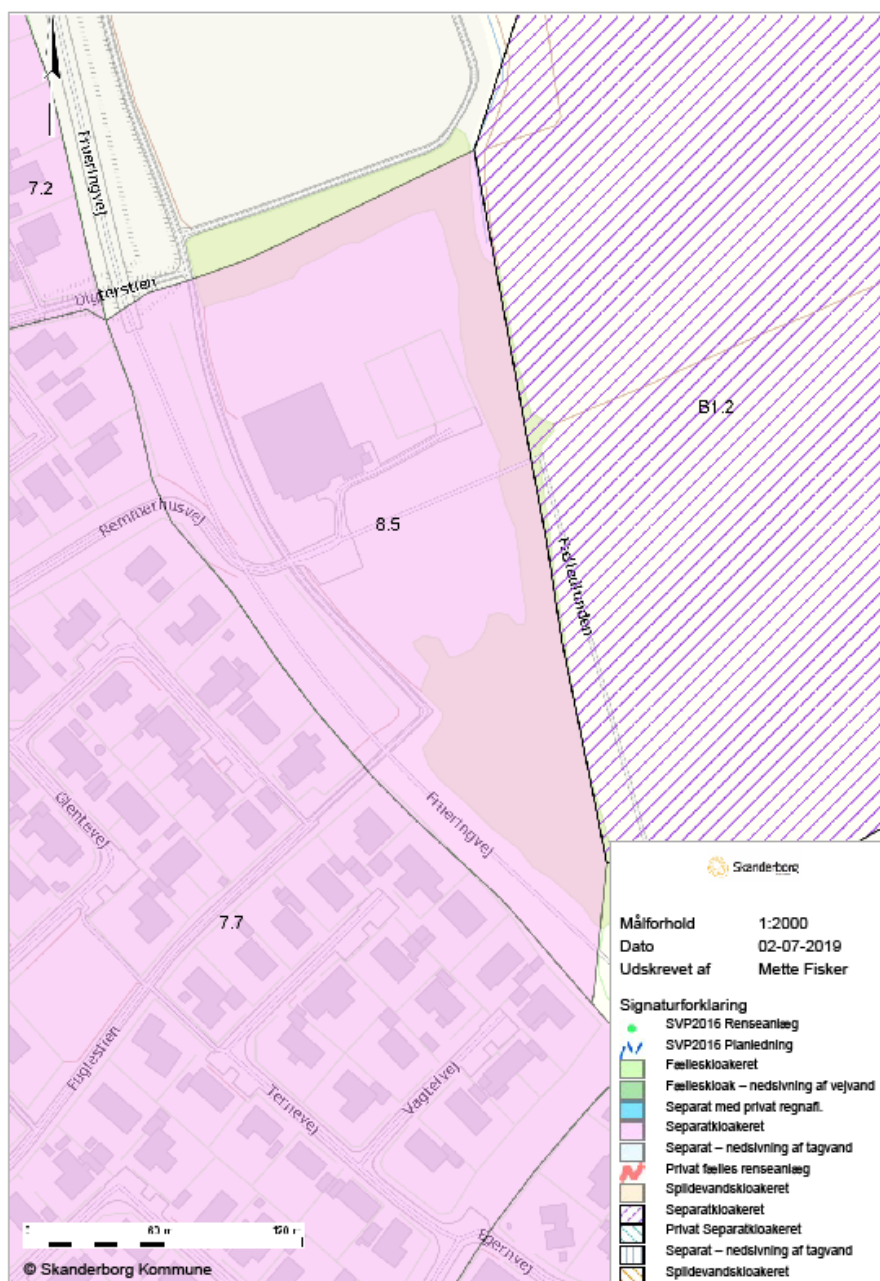 Frueringvej
7.2
Digterstien
B1.2
Remmerhusvej
8.5
Fælledlunden
Glentevej
Frueringvej
7.7
Fuglestien
Ternevej
Vagtelvej
Egernvej
Skanderborg
Målforhold 1:2000
Dato 02-07-2019
Udskrevet af Mette Fisker
Signaturforklaring
SVP2016 Renseanlæg
SVP2016 Planledning
Fælleskloakeret
Fælleskloak – nedsivning af vejvand
Separat med privat regnafl.
Separatkloakeret
Separat – nedsivning af tagvand
Privat fælles renseanlæg
Spildevandskloakeret
Separatkloakeret
Privat Separatkloakeret
Separat – nedsivning af tagvand
Spildevandskloakeret
0 60 m 120 m
© Skanderborg Kommune